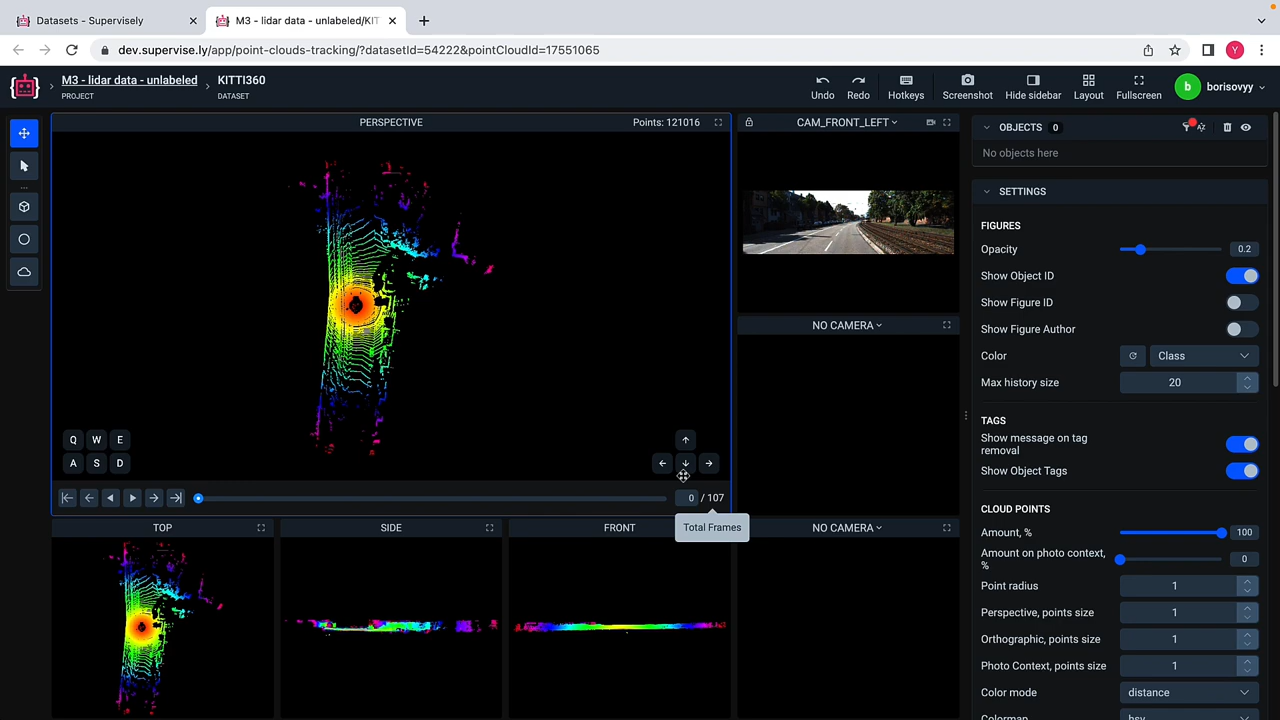 Datasets - Supervisely
M3 - lidar data - unlabeled/KIT
dev.supervise.ly/app/point-clouds-tracking/?datasetId=54222&pointCloudId=17551065
Y
M3 - lidar data - unlabeled
PROJECT
KITTI360
DATASET
Undo
Redo
Hotkeys
Screenshot
Hide sidebar
Layout
Fullscreen
b
borisovyy
PERSPECTIVE
Points: 121016
Q W E
A S D
0 / 107
Total Frames
TOP
SIDE
FRONT
CAM_FRONT_LEFT
NO CAMERA
NO CAMERA
OBJECTS 0
No objects here
SETTINGS
FIGURES
Opacity 0.2
Show Object ID
Show Figure ID
Show Figure Author
Color Class
Max history size 20
TAGS
Show message on tag
removal
Show Object Tags
CLOUD POINTS
Amount, % 100
Amount on photo context,
% 0
Point radius 1
Perspective, points size 1
Orthographic, points size 1
Photo Context, points size 1
Color mode distance
Colormap hsv